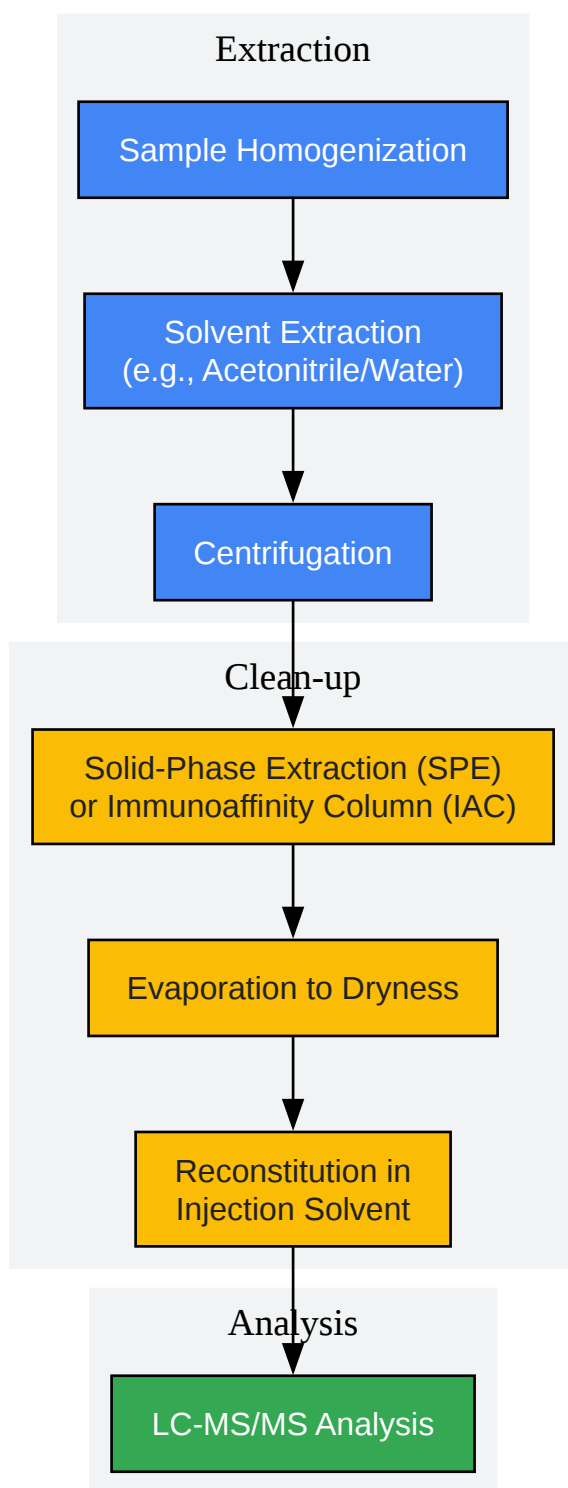 Extraction
Sample Homogenization
Solvent Extraction
(e.g., Acetonitrile/Water)
Centrifugation
Clean-up
Solid-Phase Extraction (SPE)
or Immunoaffinity Column (IAC)
Evaporation to Dryness
Reconstitution in
Injection Solvent
Analysis
LC-MS/MS Analysis